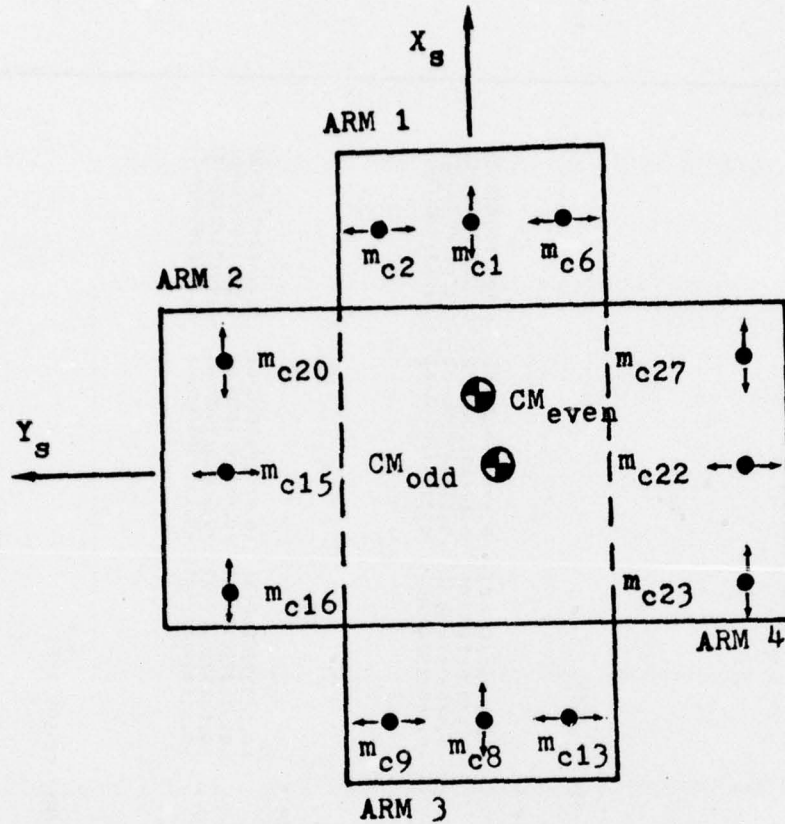 X_s
ARM 1
m_c2 m_c1 m_c6
ARM 2
m_c20 m_c27
CM_even
Y_s
CM_odd
m_c15 m_c22
m_c16 m_c23
ARM 4
m_c9 m_c8 m_c13
ARM 3